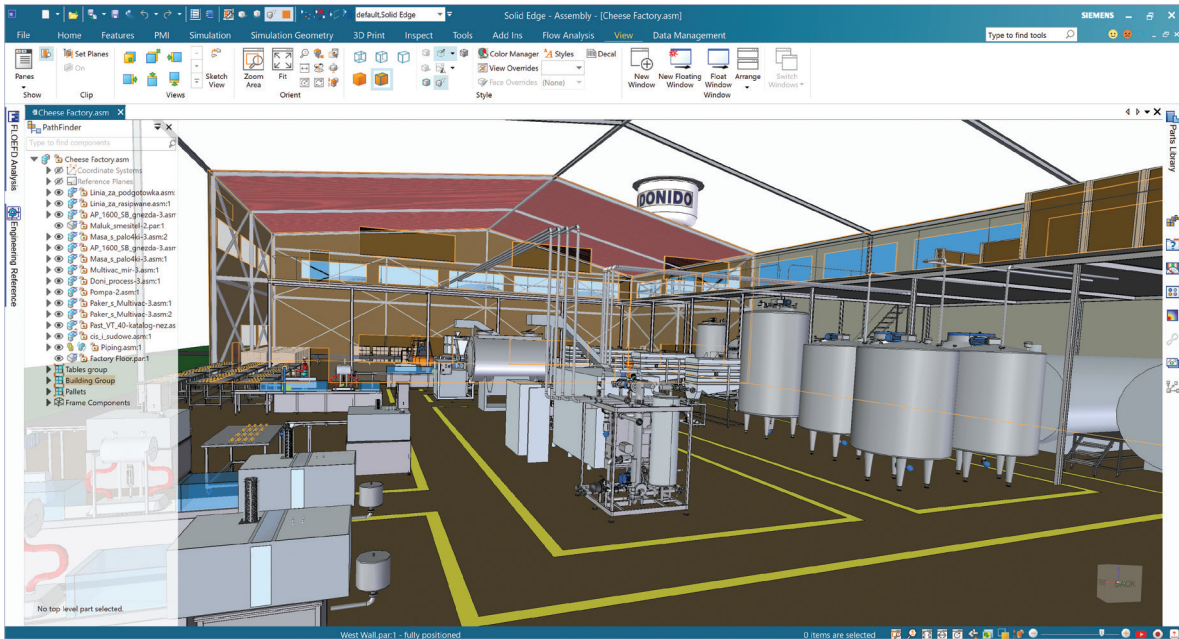 default,Solid Edge
Solid Edge - Assembly - [Cheese Factory.asm]
SIEMENS
File Home Features PMI Simulation Simulation Geometry 3D Print Inspect Tools Add Ins Flow Analysis View Data Management
Type to find tools
Set Planes
On
Panes
Show
Clip
Sketch
View
Views
Zoom
Area
Fit
Orient
Color Manager Styles Decal
View Overrides
Face Overrides (None)
Style
New
Window
New Floating
Window
Float
Window
Arrange
Switch
Windows
Window
Cheese Factory.asm
PathFinder
Type to find components
Cheese Factory.asm
Coordinate Systems
Reference Planes
Linia_za_podgotowka.asm:
Linia_za_rasipwane.asm:1
AP_1600_SB_gnezda-3.asm
Maluk_smesitel-2.par:1
Masa_s_palo4ki-3.asm:2
AP_1600_SB_gnezda-3.asm
Masa_s_palo4ki-3.asm:1
Multivac_mir-3.asm:1
Doni_process-3.asm:1
Pompa-2.asm:1
Paker_s_Multivac-3.asm:1
Paker_s_Multivac-3.asm:2
Past_VT_40-katalog-nez.as
cis_i_sudowe.asm:1
Piping.asm:1
Factory Floor.par:1
Tables group
Building Group
Pallets
Frame Components
FLOEFD Analysis
Engineering Reference
Parts Library
DONIDO
BACK
No top level part selected.
West Wall.par:1 - fully positioned
0 items are selected